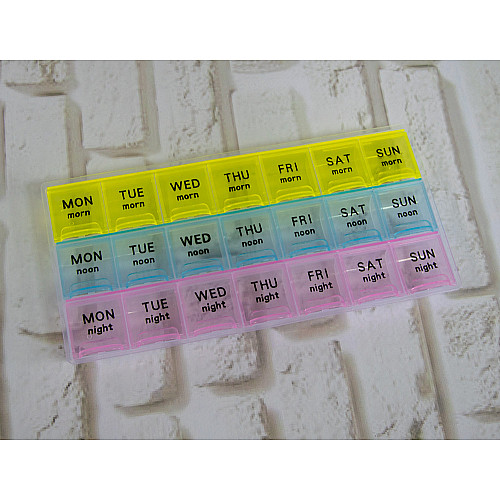 MON TUE WED THU FRI SAT SUN
morn morn morn morn morn morn morn
MON TUE WED THU FRI SAT SUN
noon noon noon noon noon noon noon
MON TUE WED THU FRI SAT SUN
night night night night night night night